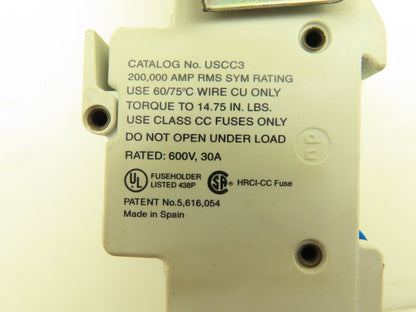 CATALOG No. USCC3
200,000 AMP RMS SYM RATING
USE 60/75°C WIRE CU ONLY
TORQUE TO 14.75 IN. LBS.
USE CLASS CC FUSES ONLY
DO NOT OPEN UNDER LOAD
RATED: 600V, 30A
UL FUSEHOLDER LISTED 438P SA HRCI-CC Fuse
PATENT No.5,616,054
Made in Spain